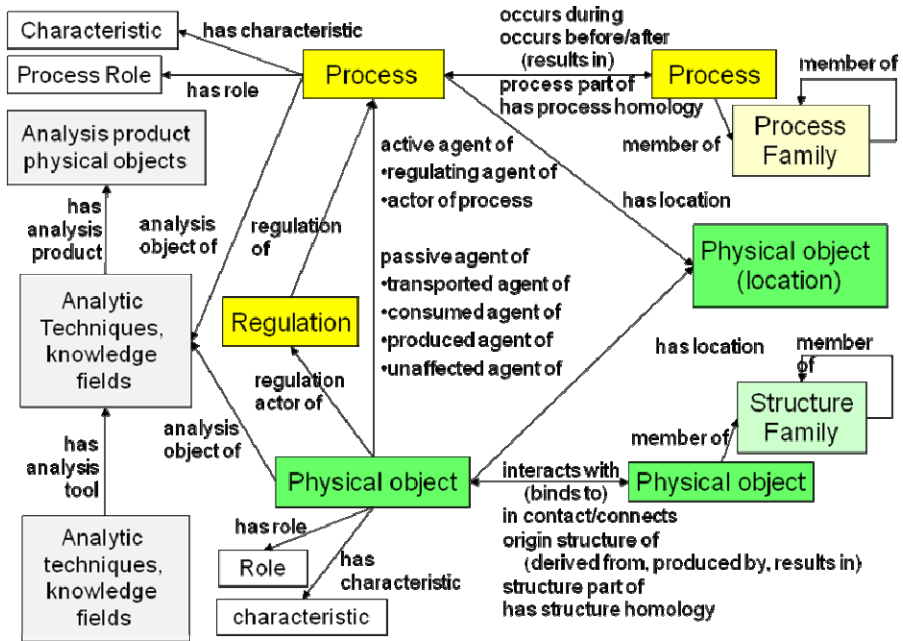 Characteristic
has characteristic
Process Role
has role
Process
occurs during
occurs before/after
(results in)
process part of
has process homology
Process
member of
Process
Family
member of
Analysis product
physical objects
has
analysis
product
analysis
object of
regulation
of
active agent of
•regulating agent of
•actor of process
has location
Physical object
(location)
passive agent of
•transported agent of
•consumed agent of
•produced agent of
•unaffected agent of
Analytic
Techniques,
knowledge
fields
Regulation
regulation
actor of
has location
member
of
Structure
Family
member of
has
analysis
tool
analysis
object of
Physical object
interacts with
(binds to)
in contact/connects
origin structure of
(derived from, produced by, results in)
structure part of
has structure homology
Physical object
Analytic
techniques,
knowledge
fields
has role
Role
has
characteristic
characteristic